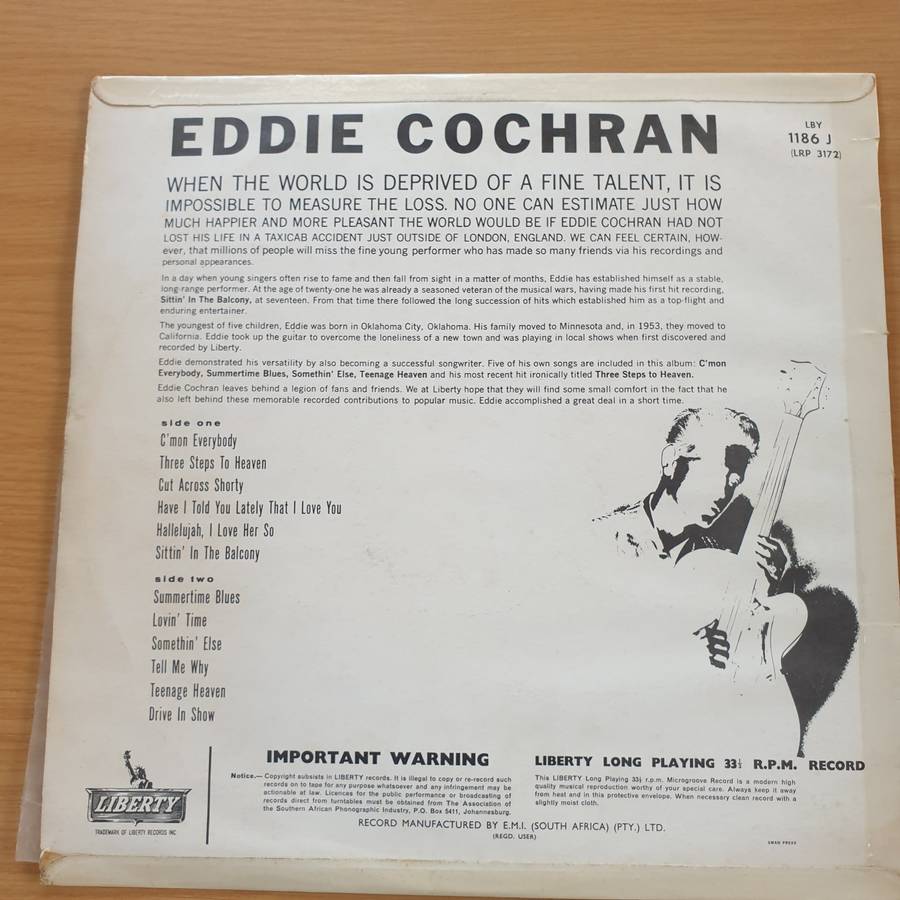 EDDIE COCHRAN
LBY
1186 J
(LRP 3172)
WHEN THE WORLD IS DEPRIVED OF A FINE TALENT, IT IS
IMPOSSIBLE TO MEASURE THE LOSS. NO ONE CAN ESTIMATE JUST HOW
MUCH HAPPIER AND MORE PLEASANT THE WORLD WOULD BE IF EDDIE COCHRAN HAD NOT
LOST HIS LIFE IN A TAXICAB ACCIDENT JUST OUTSIDE OF LONDON, ENGLAND. WE CAN FEEL CERTAIN, HOW-
ever, that millions of people will miss the fine young performer who has made so many friends via his recordings and
personal appearances.
In a day when young singers often rise to fame and then fall from sight in a matter of months, Eddie has established himself as a stable,
long-range performer. At the age of twenty-one he was already a seasoned veteran of the musical wars, having made his first hit recording,
Sittin' In The Balcony, at seventeen. From that time there followed the long succession of hits which established him as a top-flight and
enduring entertainer.
The youngest of five children, Eddie was born in Oklahoma City, Oklahoma. His family moved to Minnesota and, in 1953, they moved to
California. Eddie took up the guitar to overcome the loneliness of a new town and was playing in local shows when first discovered and
recorded by Liberty.
Eddie demonstrated his versatility by also becoming a successful songwriter. Five of his own songs are included in this album: C'mon
Everybody, Summertime Blues, Somethin' Else, Teenage Heaven and his most recent hit ironically titled Three Steps to Heaven.
Eddie Cochran leaves behind a legion of fans and friends. We at Liberty hope that they will find some small comfort in the fact that he
also left behind these memorable recorded contributions to popular music. Eddie accomplished a great deal in a short time.
side one
C'mon Everybody
Three Steps To Heaven
Cut Across Shorty
Have I Told You Lately That I Love You
Hallelujah, I Love Her So
Sittin' In The Balcony
side two
Summertime Blues
Lovin' Time
Somethin' Else
Tell Me Why
Teenage Heaven
Drive In Show
LIBERTY
TRADEMARK OF LIBERTY RECORDS INC
IMPORTANT WARNING
Notice.— Copyright subsists in LIBERTY records. It is illegal to copy or re-record such
records on to tape for any purpose whatsoever and any infringement may be
actionable at law. Licences for the public performance or broadcasting of
records direct from turntables must be obtained from The Association of
the Southern African Phonographic Industry, P.O. Box 5411, Johannesburg.
LIBERTY LONG PLAYING 33⅓ R.P.M. RECORD
This LIBERTY Long Playing 33⅓ r.p.m. Microgroove Record is a modern high
quality musical reproduction worthy of your special care. Always keep it away
from heat and in this protective envelope. When necessary clean record with a
slightly moist cloth.
RECORD MANUFACTURED BY E.M.I. (SOUTH AFRICA) (PTY.) LTD.
(REGD. USER)
SWAN PRESS